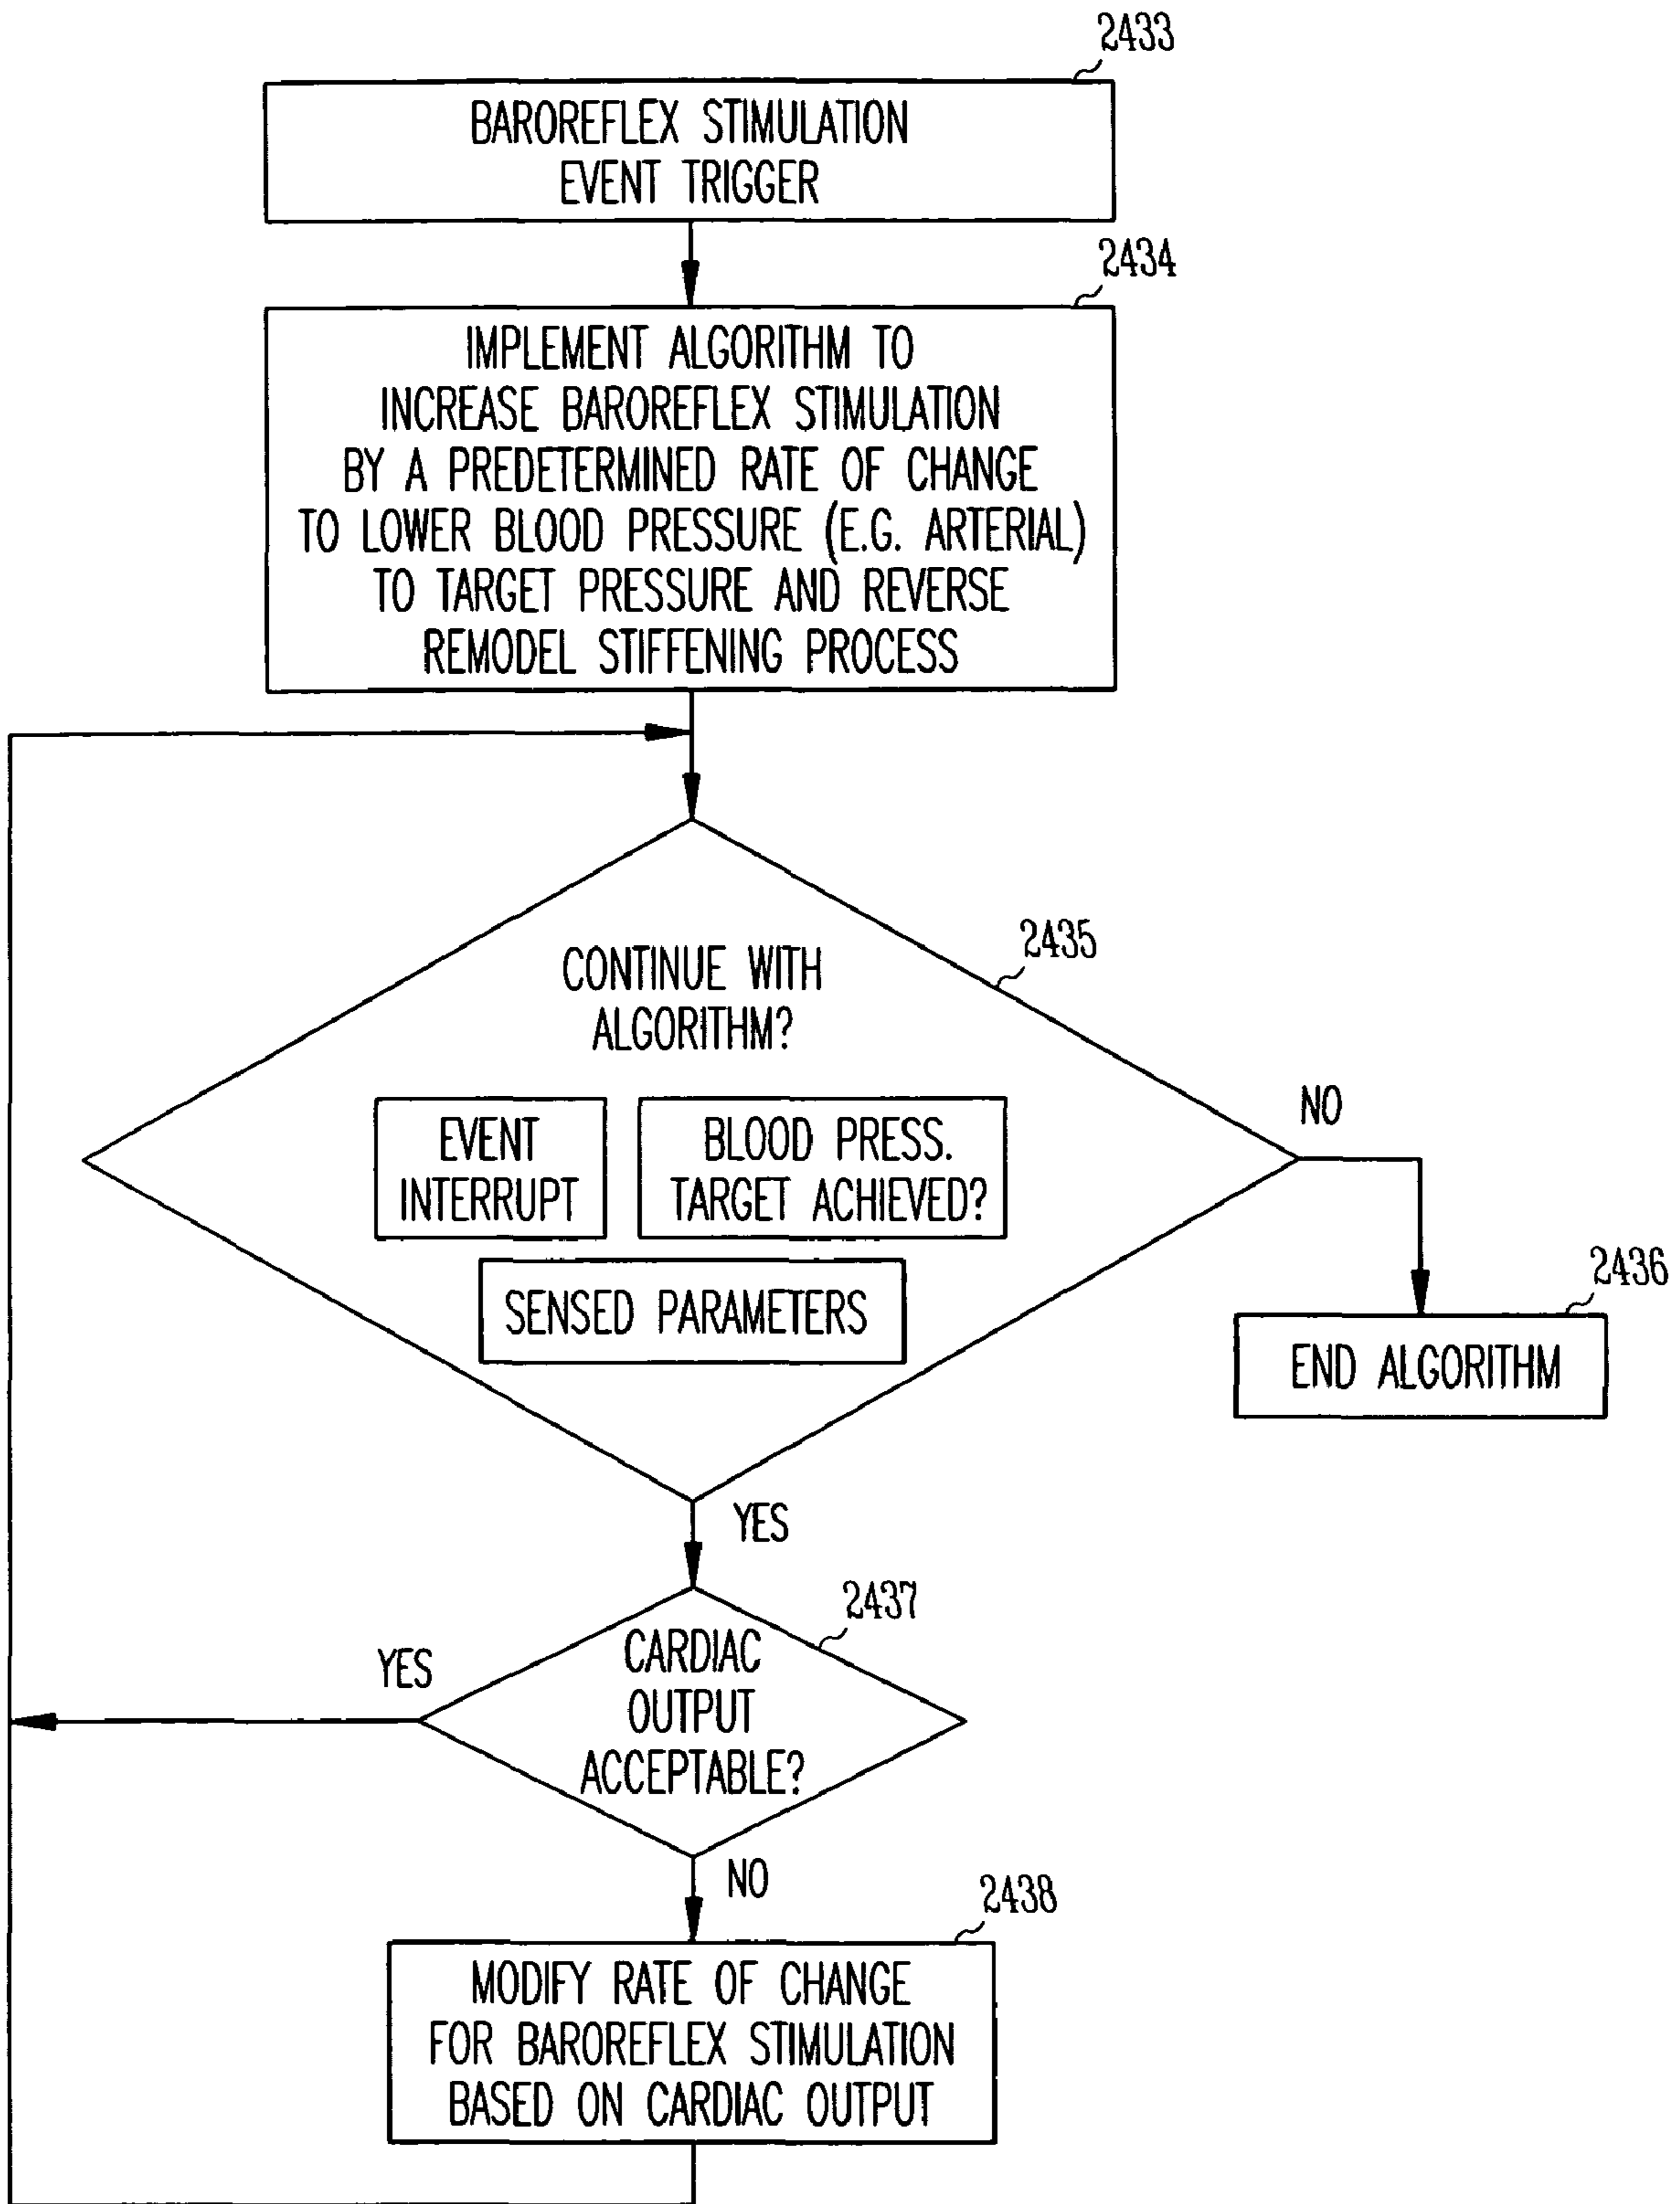 2433
BAROREFLEX STIMULATION
EVENT TRIGGER
2434
IMPLEMENT ALGORITHM TO
INCREASE BAROREFLEX STIMULATION
BY A PREDETERMINED RATE OF CHANGE
TO LOWER BLOOD PRESSURE (E.G. ARTERIAL)
TO TARGET PRESSURE AND REVERSE
REMODEL STIFFENING PROCESS
2435
CONTINUE WITH
ALGORITHM?
EVENT
INTERRUPT
BLOOD PRESS.
TARGET ACHIEVED?
SENSED PARAMETERS
NO
2436
END ALGORITHM
YES
2437
CARDIAC
OUTPUT
ACCEPTABLE?
YES
NO
2438
MODIFY RATE OF CHANGE
FOR BAROREFLEX STIMULATION
BASED ON CARDIAC OUTPUT